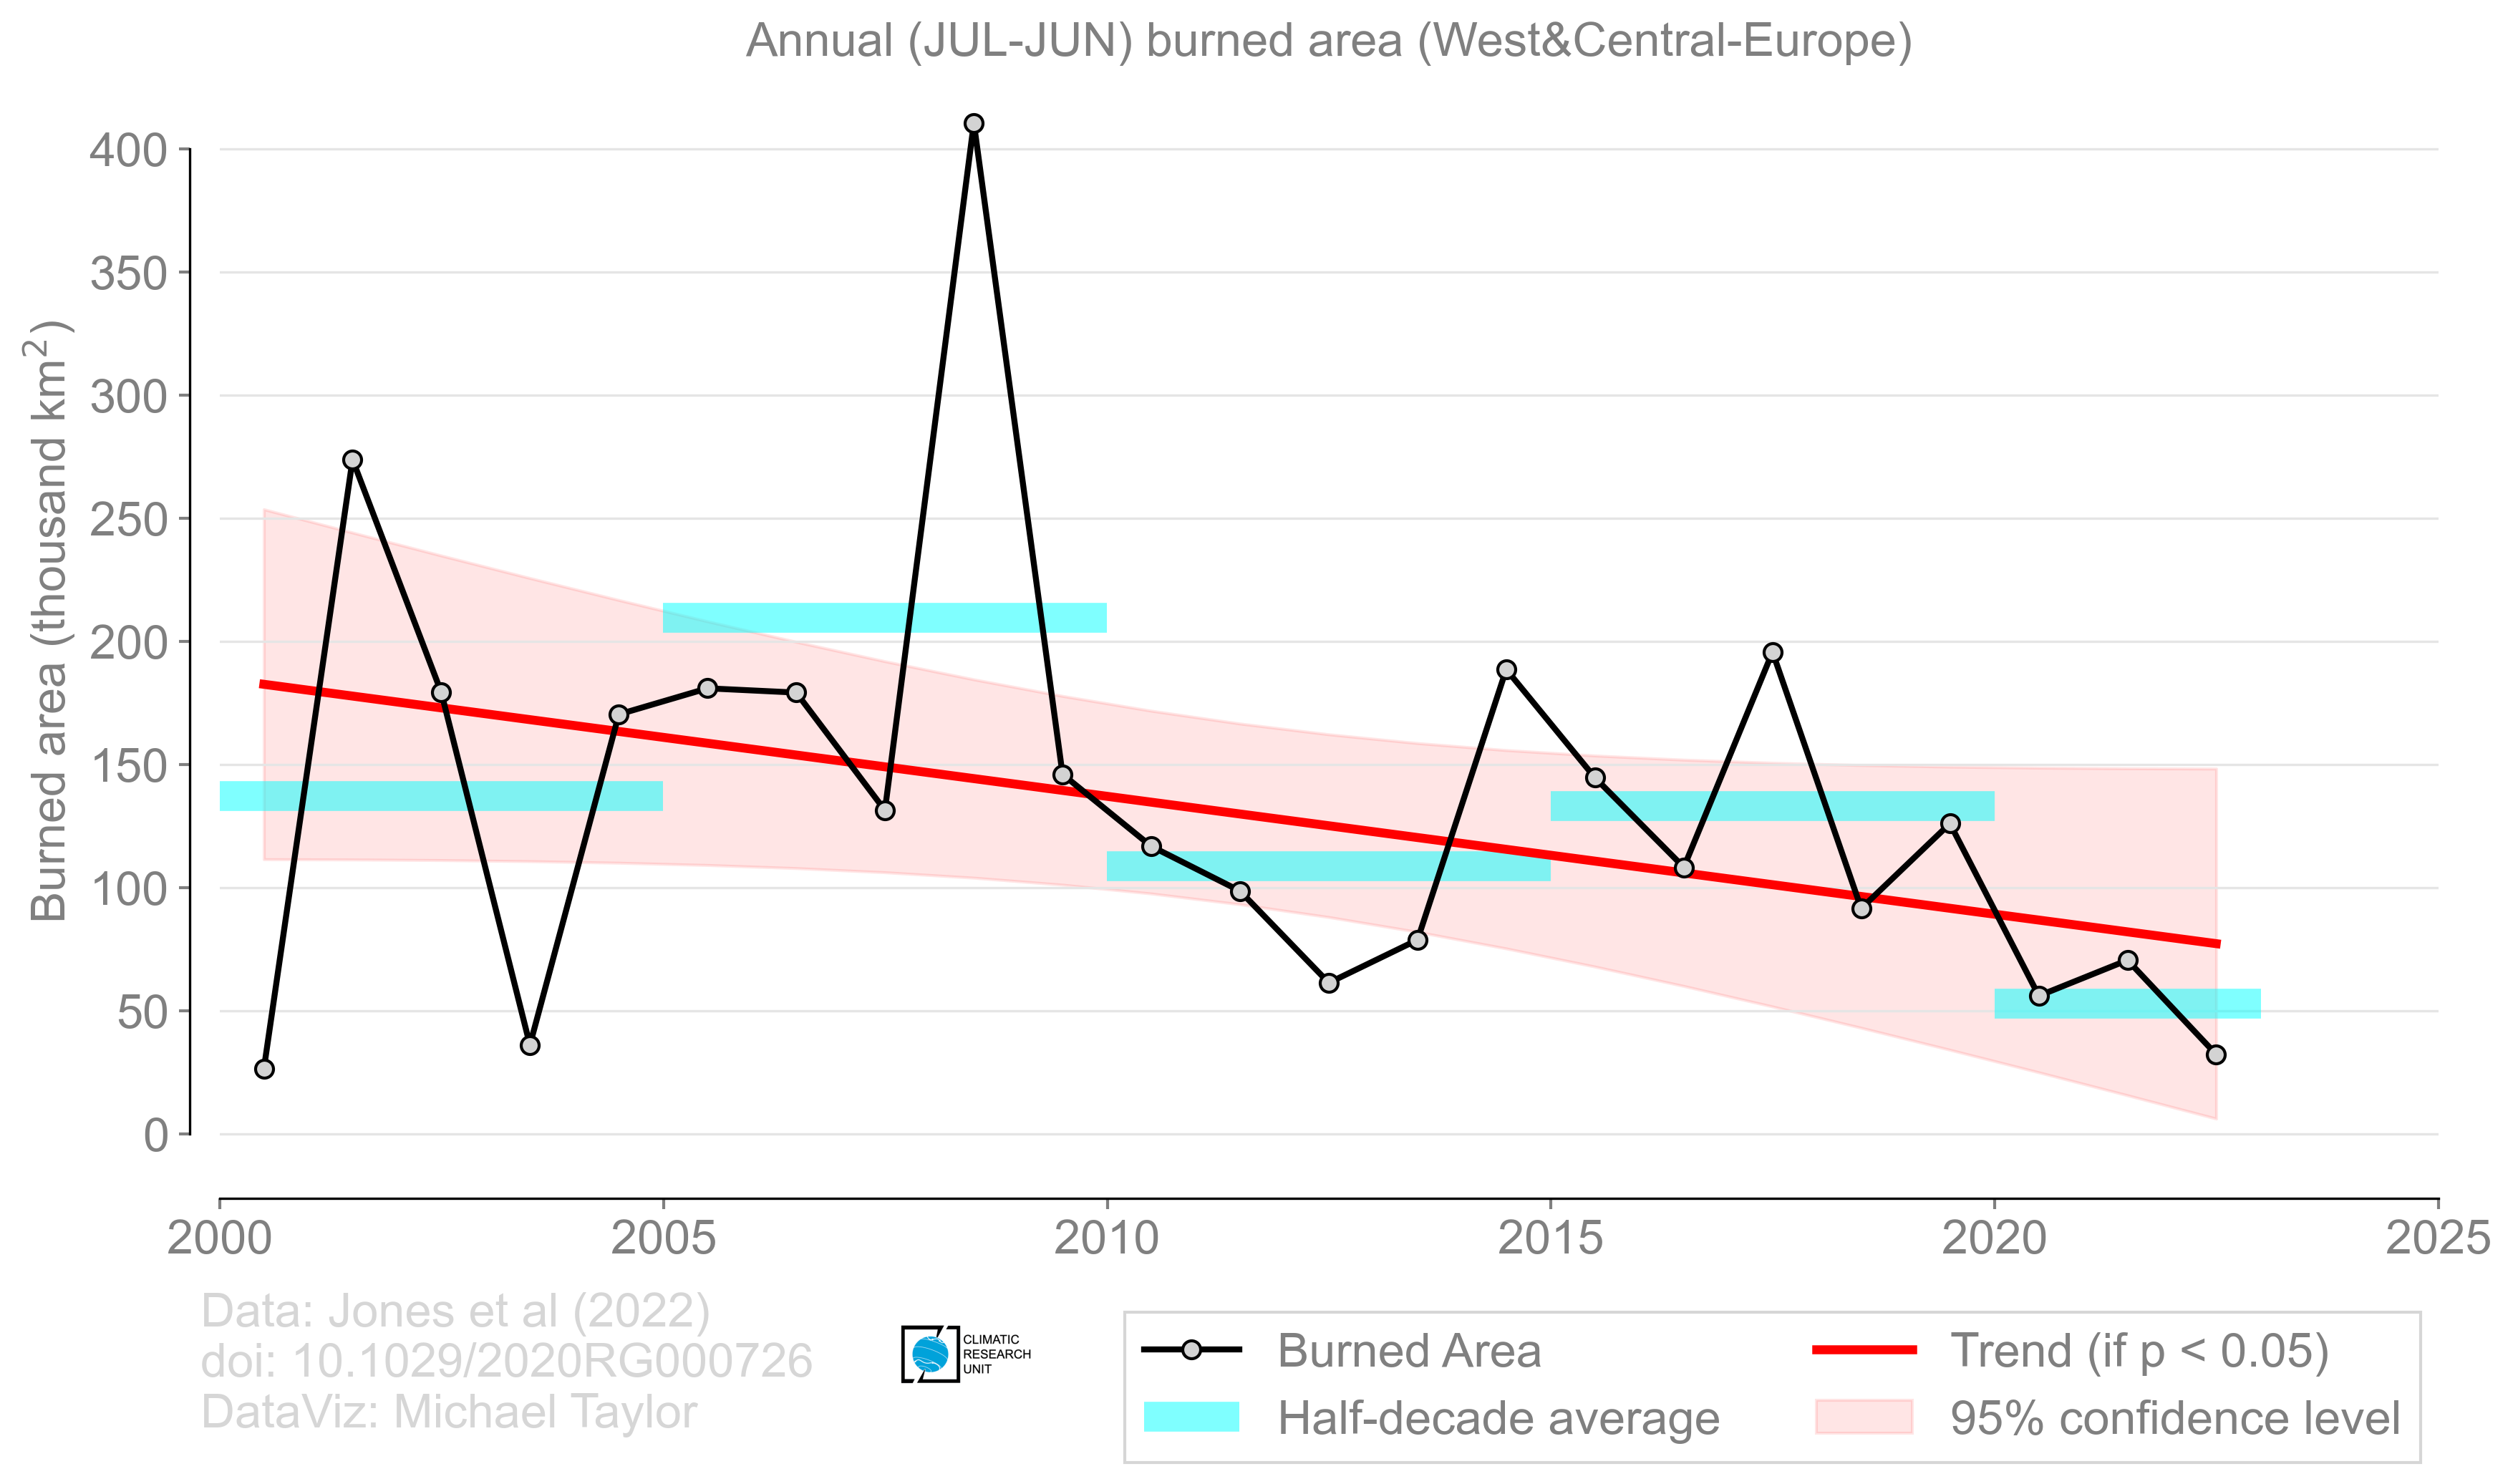 Annual (JUL-JUN) burned area (West&Central-Europe)
Burned area (thousand km²)
400
350
300
250
200
150
100
50
0
2000 2005 2010 2015 2020 2025
Data: Jones et al (2022)
doi: 10.1029/2020RG000726
DataViz: Michael Taylor
CLIMATIC
RESEARCH
UNIT
Burned Area
Half-decade average
Trend (if p < 0.05)
95% confidence level